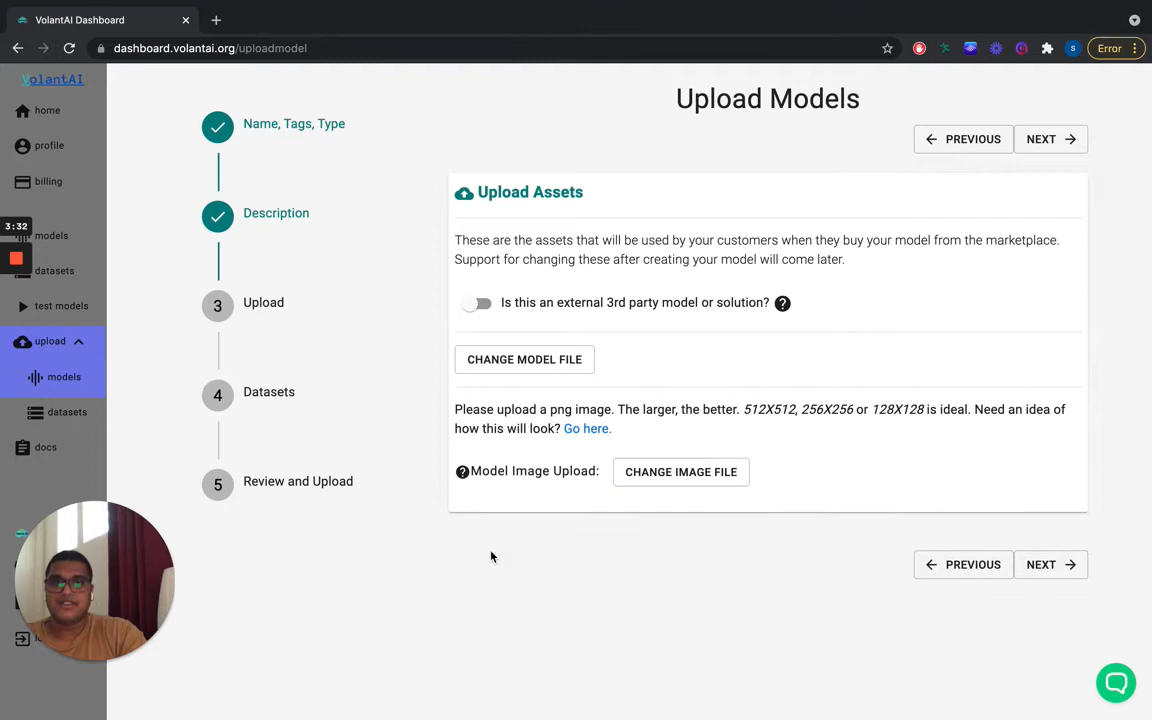 VolantAI Dashboard
dashboard.volantai.org/uploadmodel
S
Error
VolantAI
home
profile
billing
3:32
models
datasets
test models
upload
models
datasets
docs
Upload Models
PREVIOUS
NEXT
Name, Tags, Type
Description
3
Upload
4
Datasets
5
Review and Upload
Upload Assets
These are the assets that will be used by your customers when they buy your model from the marketplace.
Support for changing these after creating your model will come later.
Is this an external 3rd party model or solution?
CHANGE MODEL FILE
Please upload a png image. The larger, the better. 512X512, 256X256 or 128X128 is ideal. Need an idea of
how this will look? Go here.
Model Image Upload:
CHANGE IMAGE FILE
PREVIOUS
NEXT